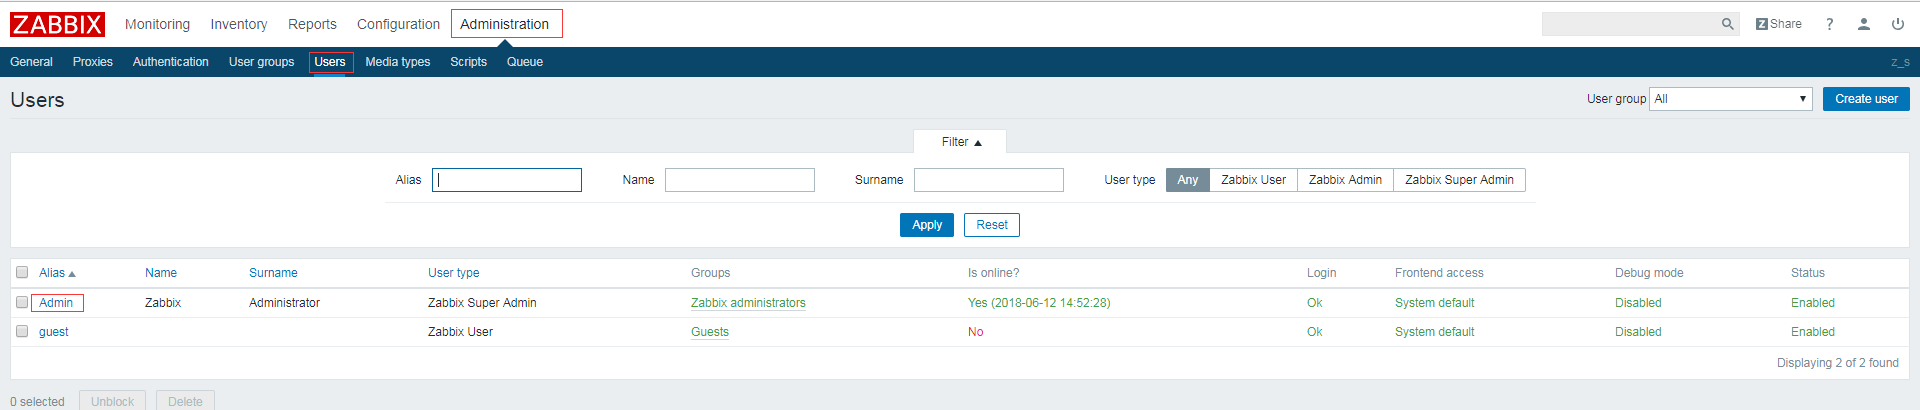 ZABBIX Monitoring Inventory Reports Configuration Administration Z Share ?
General Proxies Authentication User groups Users Media types Scripts Queue z_s
Users User group All Create user
Filter
Alias Name Surname User type Any Zabbix User Zabbix Admin Zabbix Super Admin
Apply Reset
Alias Name Surname User type Groups Is online? Login Frontend access Debug mode Status
Admin Zabbix Administrator Zabbix Super Admin Zabbix administrators Yes (2018-06-12 14:52:28) Ok System default Disabled Enabled
guest Zabbix User Guests No Ok System default Disabled Enabled
Displaying 2 of 2 found
0 selected Unblock Delete